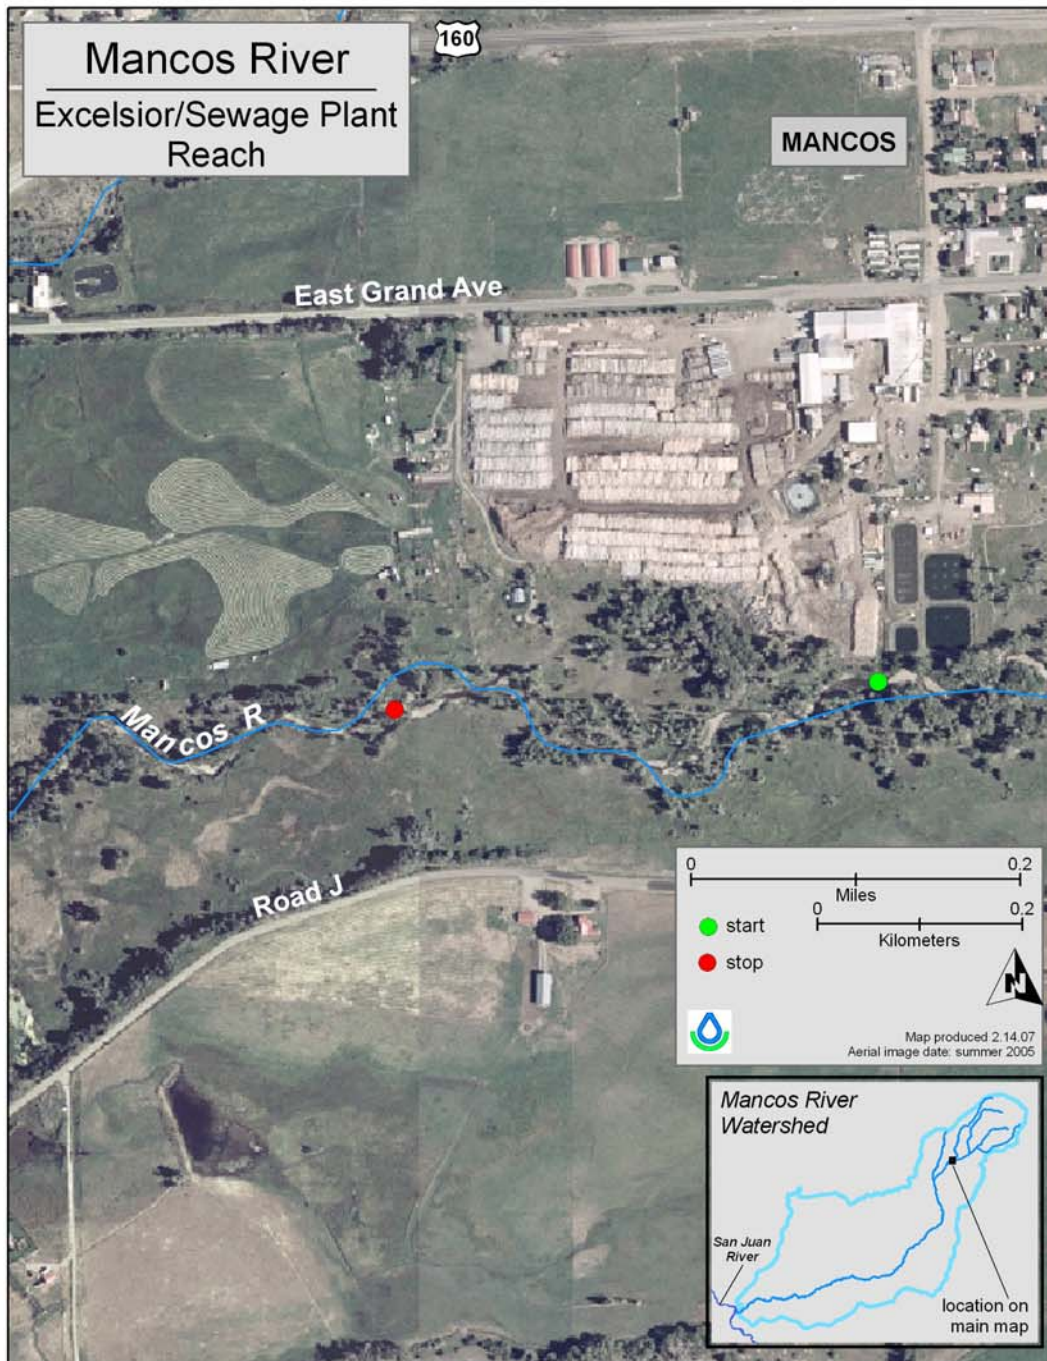 Mancos River
Excelsior/Sewage Plant
Reach
160
MANCOS
East Grand Ave
Mancos R
Road J
0 0.2
Miles
0 0.2
Kilometers
start
stop
N
Map produced 2.14.07
Aerial image date: summer 2005
Mancos River
Watershed
San Juan
River
location on
main map